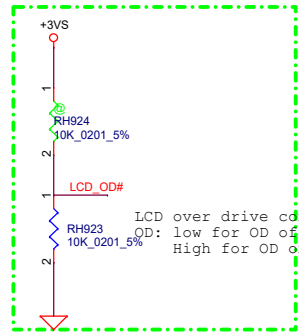 +3VS
1
@
RH924
10K_0201_5%
2
1
LCD_OD#
RH923
10K_0201_5%
2
LCD over drive co
OD: low for OD of
High for OD o